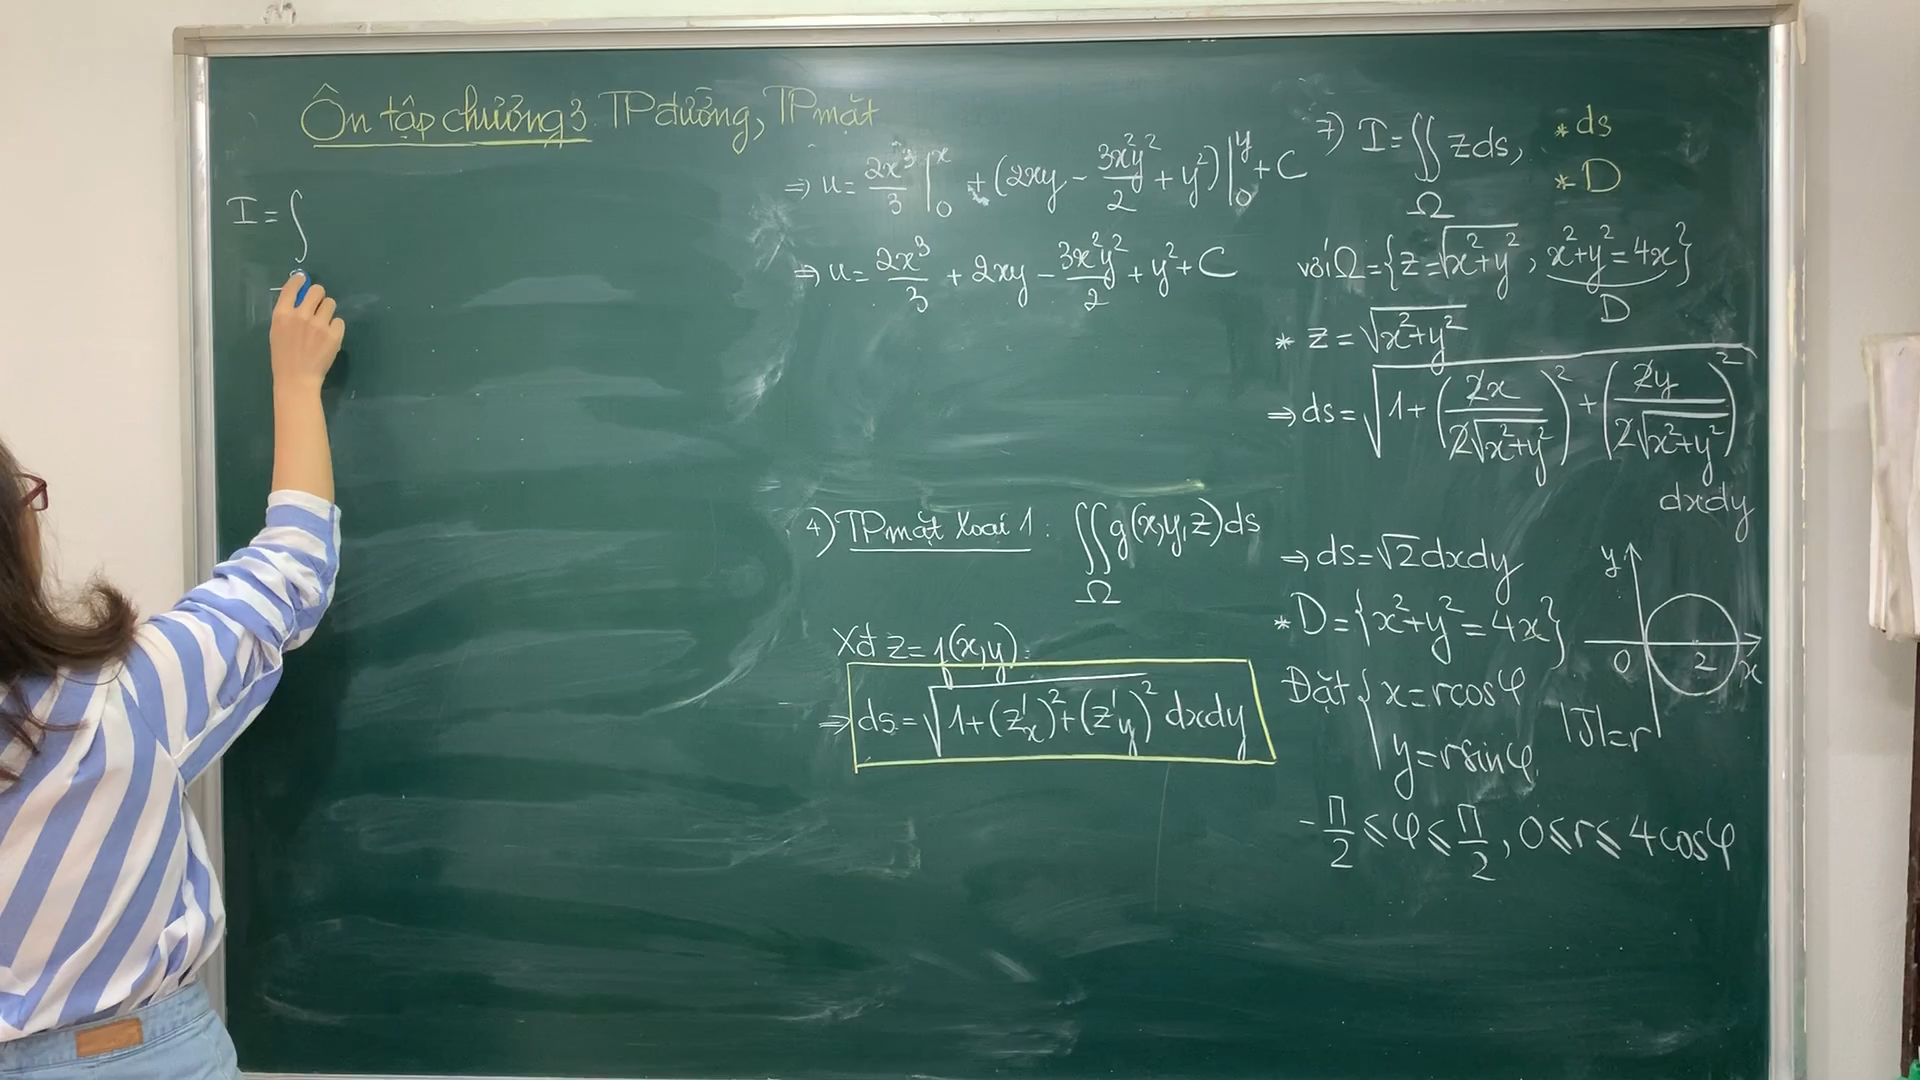 Ôn tập chương 3 TP đường, TP mặt
I = ∫
⇒ u = 2x³/3 |₀ˣ + (2xy − 3x²y²/2 + y²)|₀ʸ + C
⇒ u = 2x³/3 + 2xy − 3x²y²/2 + y² + C
4) TP mặt loại 1: ∬_Ω g(x,y,z)ds
Xđ z = f(x,y):
⇒ ds = √(1+(z'x)²+(z'y)²) dxdy
7) I = ∬_Ω z ds,
* ds
* D
với Ω = {z = √(x²+y²), x²+y² = 4x}
D
* z = √(x²+y²)
⇒ ds = √(1 + (2x/2√(x²+y²))² + (2y/2√(x²+y²))²)
dxdy
⇒ ds = √2 dxdy
* D = {x²+y² = 4x}
y
0 2 x
Đặt { x = rcosφ
y = rsinφ
|J| = r
−π/2 ≤ φ ≤ π/2, 0 ≤ r ≤ 4cosφ